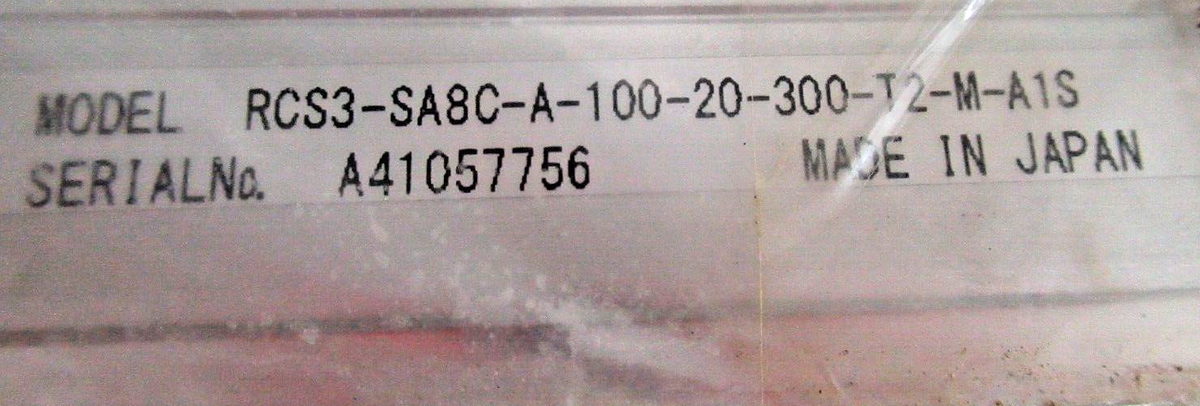 MODEL RCS3-SA8C-A-100-20-300-T2-M-A1S
SERIALNo. A41057756 MADE IN JAPAN